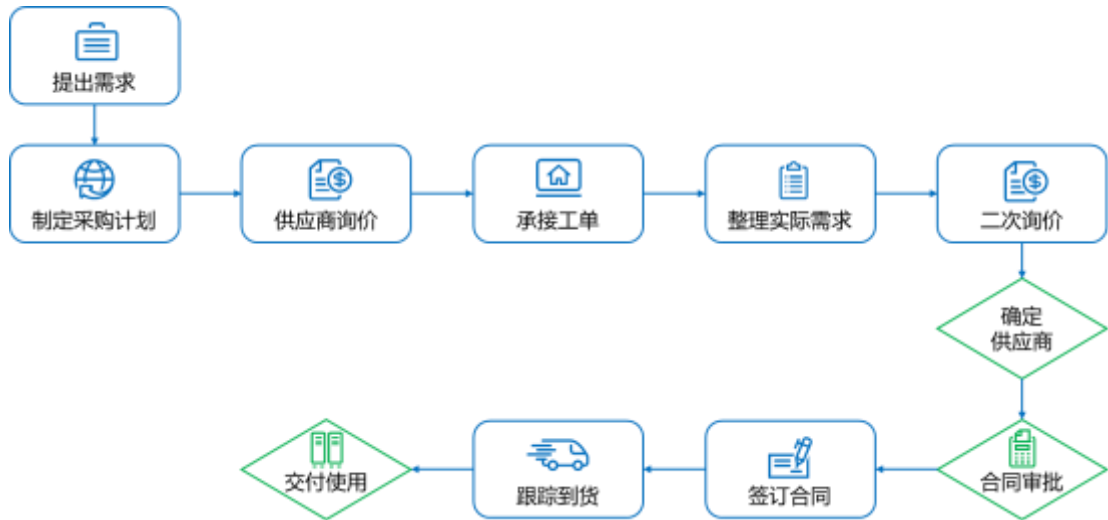 提出需求
制定采购计划
供应商询价
承接工单
整理实际需求
二次询价
确定
供应商
合同审批
签订合同
跟踪到货
交付使用